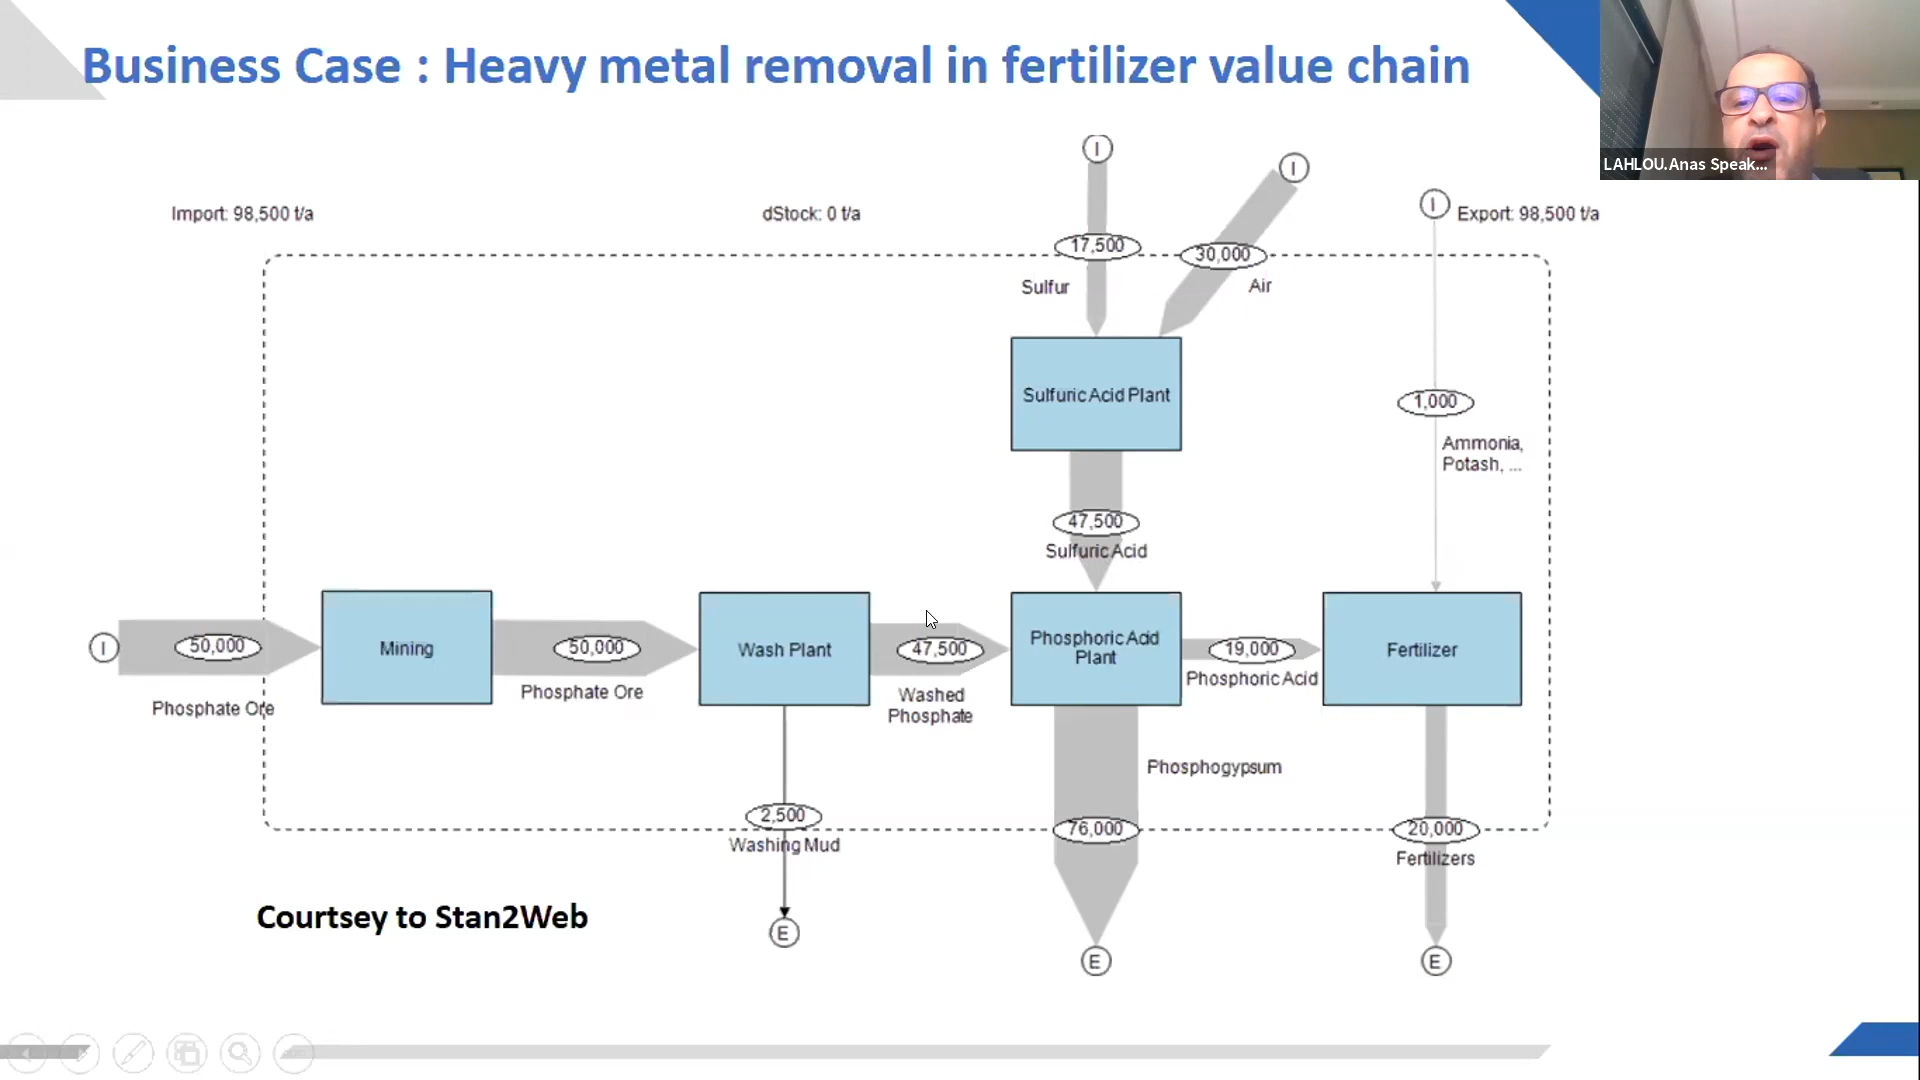 Business Case : Heavy metal removal in fertilizer value chain
LAHLOU.Anas Speak...
I
I
I
Import: 98,500 t/a
dStock: 0 t/a
Export: 98,500 t/a
17,500
30,000
Sulfur
Air
Sulfuric Acid Plant
1,000
Ammonia,
Potash, ...
47,500
Sulfuric Acid
I
50,000
Phosphate Ore
Mining
50,000
Phosphate Ore
Wash Plant
47,500
Washed
Phosphate
Phosphoric Acid
Plant
19,000
Phosphoric Acid
Fertilizer
Phosphogypsum
2,500
Washing Mud
76,000
20,000
Fertilizers
Courtsey to Stan2Web
E
E
E